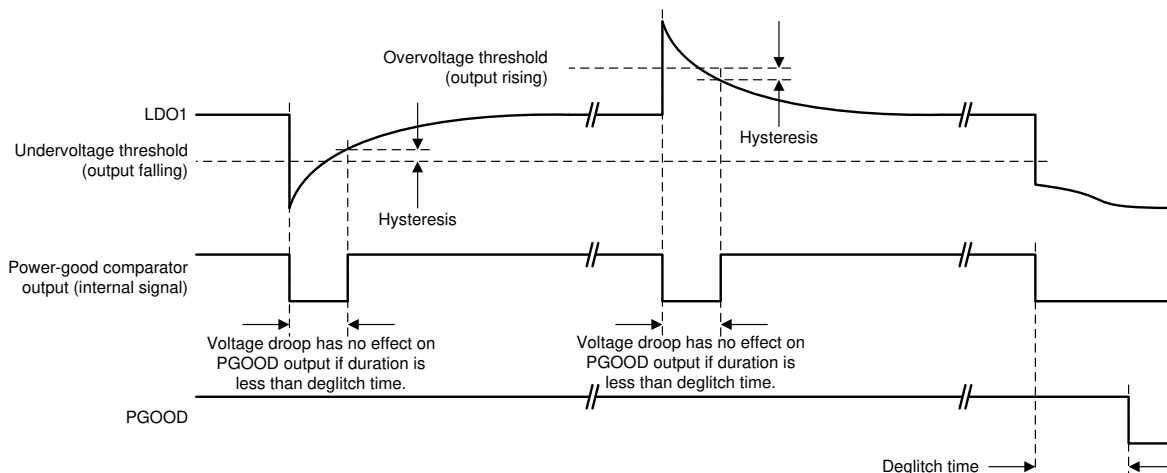 Overvoltage threshold
(output rising)
LDO1
Hysteresis
Undervoltage threshold
(output falling)
Hysteresis
Power-good comparator
output (internal signal)
Voltage droop has no effect on
PGOOD output if duration is
less than deglitch time.
Voltage droop has no effect on
PGOOD output if duration is
less than deglitch time.
PGOOD
Deglitch time